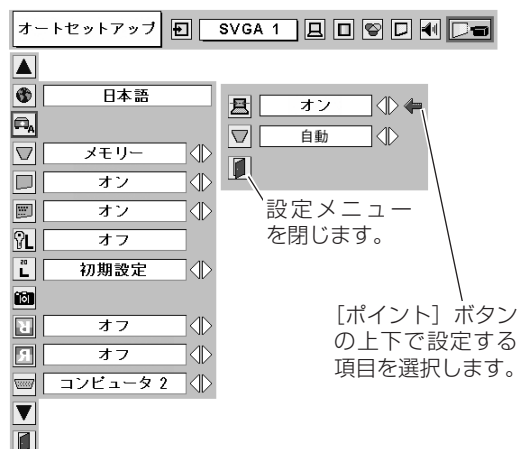 オートセットアップ
SVGA 1
日本語
メモリー
オン
オン
オフ
初期設定
オフ
オフ
コンピュータ 2
オン
自動
設定メニュー
を閉じます。
［ポイント］ボタン
の上下で設定する
項目を選択します。